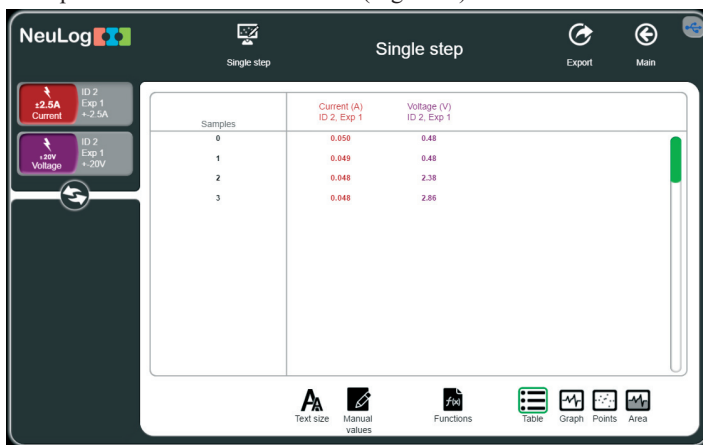 NeuLog
Single step
Single step
Export
Main
±2.5A
Current
ID 2
Exp 1
+-2.5A
±20V
Voltage
ID 2
Exp 1
+-20V
Samples
Current (A)
ID 2, Exp 1
Voltage (V)
ID 2, Exp 1
0 0.050 0.48
1 0.049 0.48
2 0.048 2.38
3 0.048 2.86
Text size
Manual
values
f(x)
Functions
Table
Graph
Points
Area